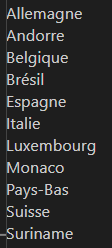 Allemagne
Andorre
Belgique
Brésil
Espagne
Italie
Luxembourg
Monaco
Pays-Bas
Suisse
Suriname